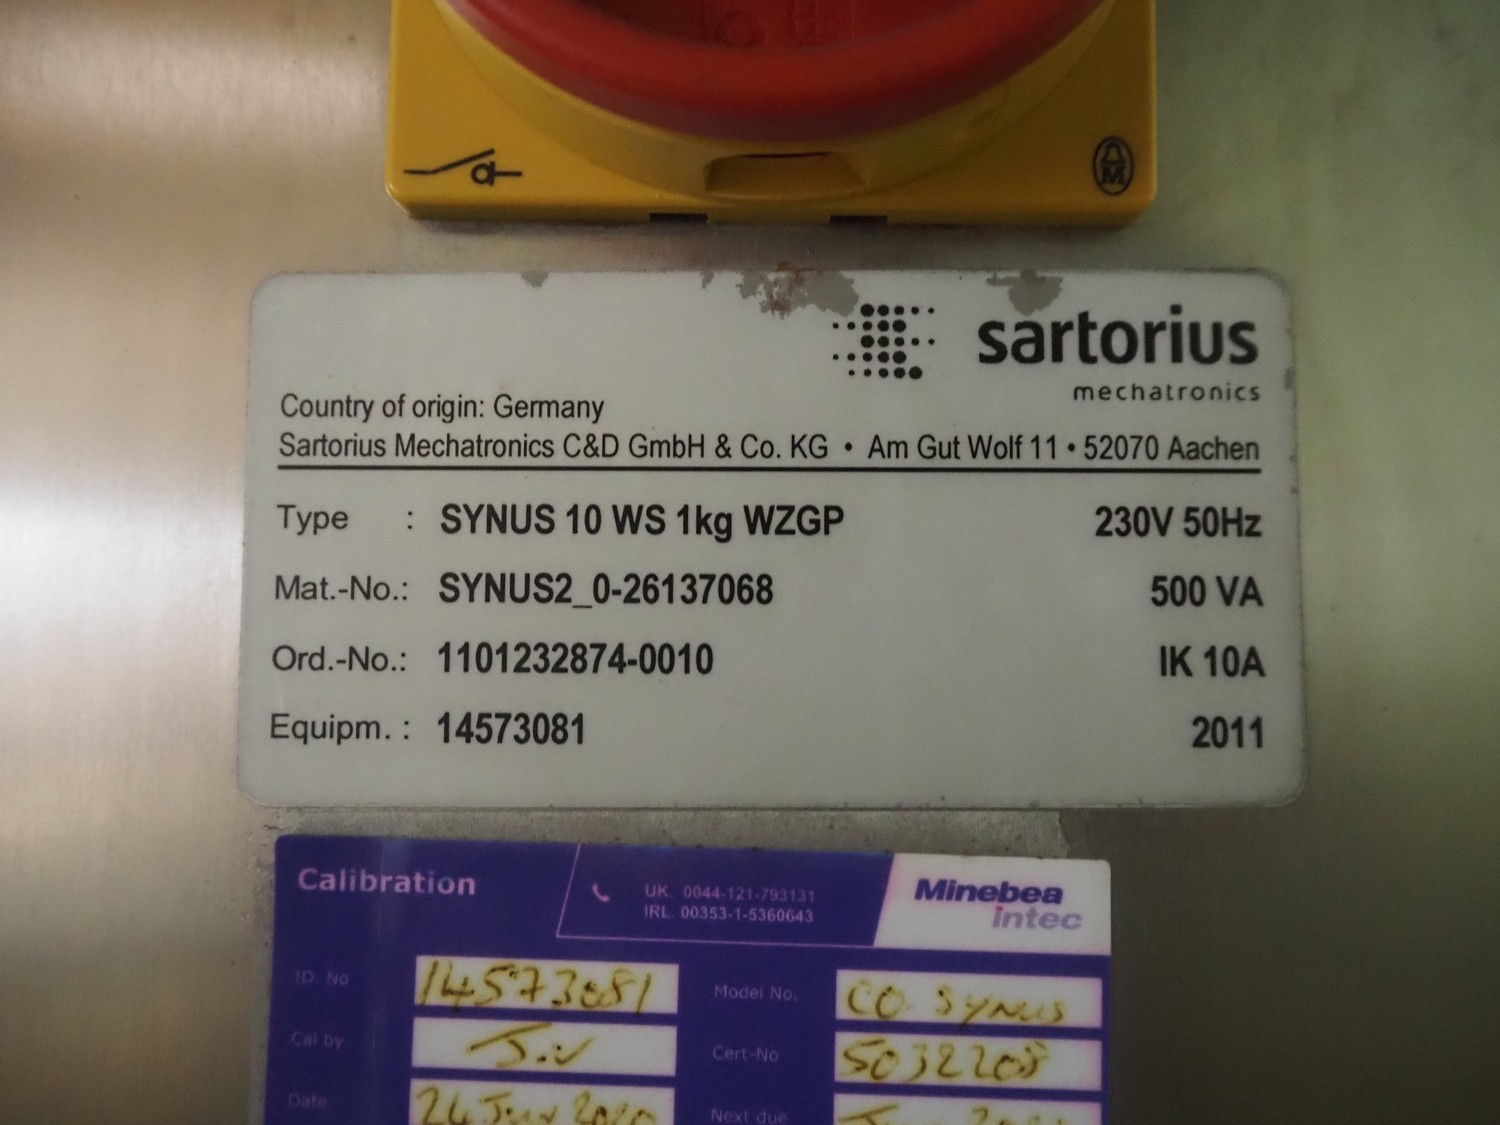 sartorius
mechatronics
Country of origin: Germany
Sartorius Mechatronics C&D GmbH & Co. KG • Am Gut Wolf 11 • 52070 Aachen
Type : SYNUS 10 WS 1kg WZGP 230V 50Hz
Mat.-No.: SYNUS2_0-26137068 500 VA
Ord.-No.: 1101232874-0010 IK 10A
Equipm. : 14573081 2011
Calibration UK. 0044-121-793131 Minebea
IRL. 00353-1-5360643 intec
ID. No 14573081 Model No. CO. SYNUS
Cal by J.V Cert-No 5032208
Date 24 2020 Next due